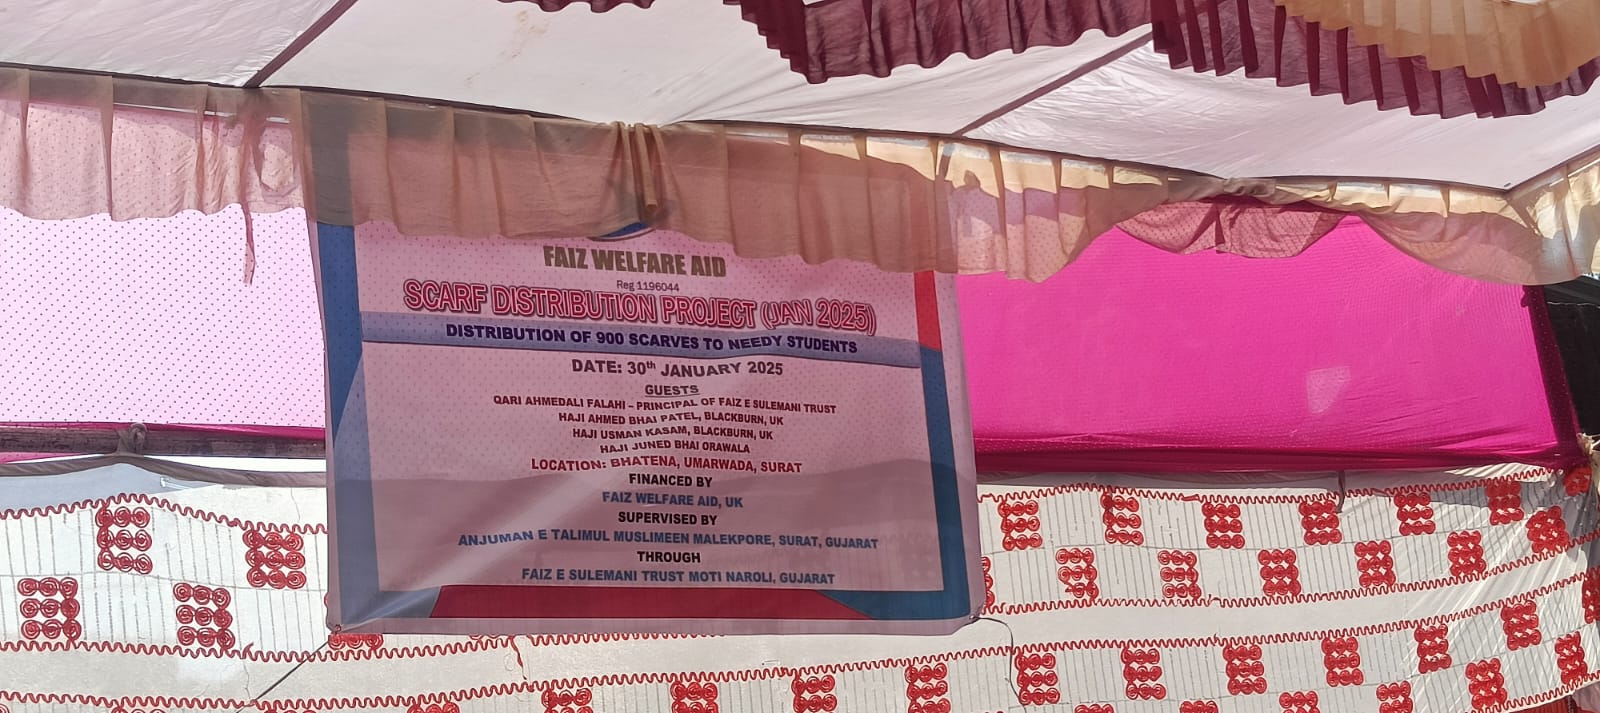 FAIZ WELFARE AID
Reg 1196044
SCARF DISTRIBUTION PROJECT (JAN 2025)
DISTRIBUTION OF 900 SCARVES TO NEEDY STUDENTS
DATE: 30th JANUARY 2025
GUESTS
QARI AHMEDALI FALAHI – PRINCIPAL OF FAIZ E SULEMANI TRUST
HAJI AHMED BHAI PATEL, BLACKBURN, UK
HAJI USMAN KASAM, BLACKBURN, UK
HAJI JUNED BHAI ORAWALA
LOCATION: BHATENA, UMARWADA, SURAT
FINANCED BY
FAIZ WELFARE AID, UK
SUPERVISED BY
ANJUMAN E TALIMUL MUSLIMEEN MALEKPORE, SURAT, GUJARAT
THROUGH
FAIZ E SULEMANI TRUST MOTI NAROLI, GUJARAT